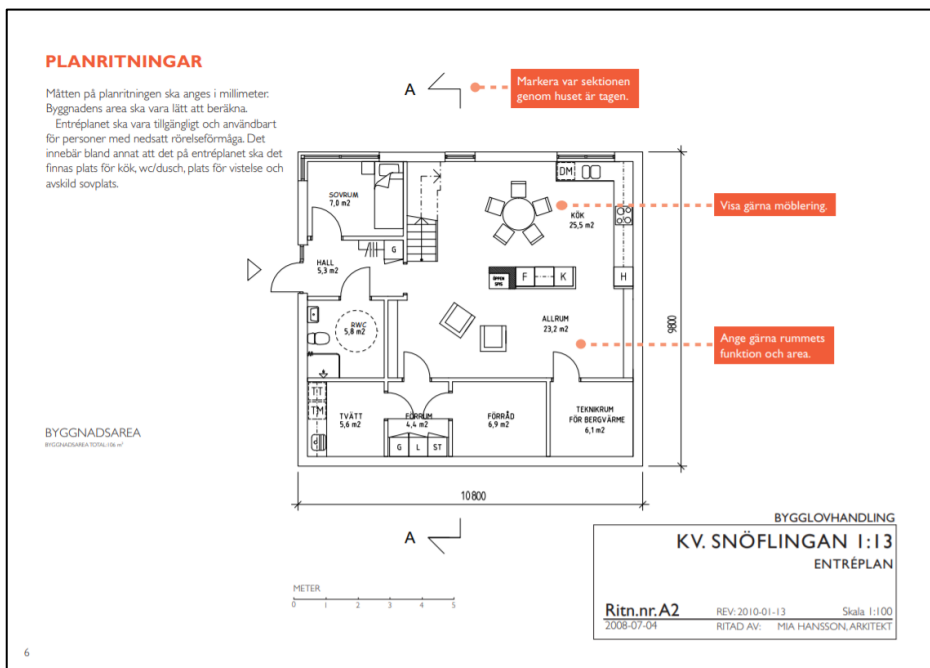 PLANRITNINGAR
Måtten på planritningen ska anges i millimeter.
Byggnadens area ska vara lätt att beräkna.
Entréplanet ska vara tillgängligt och användbart
för personer med nedsatt rörelseförmåga. Det
innebär bland annat att det på entréplanet ska det
finnas plats för kök, wc/dusch, plats för vistelse och
avskild sovplats.
A
Markera var sektionen
genom huset är tagen.
SOVRUM
7,0 m2
DM
KÖK
25,5 m2
Visa gärna möblering.
G
HALL
5,3 m2
F
K
H
RWC
5,8 m2
ALLRUM
23,2 m2
9800
Ange gärna rummets
funktion och area.
TT
TM
TVÄTT
5,6 m2
FÖRRUM
4,4 m2
FÖRRÅD
6,9 m2
TEKNIKRUM
FÖR BERGVÄRME
6,1 m2
G
L
ST
BYGGNADSAREA
BYGGNADSAREA TOTAL:106 m²
10800
A
BYGGLOVHANDLING
KV. SNÖFLINGAN 1:13
ENTRÉPLAN
METER
0 1 2 3 4 5
Ritn.nr. A2 REV: 2010-01-13 Skala 1:100
2008-07-04 RITAD AV: MIA HANSSON, ARKITEKT
6